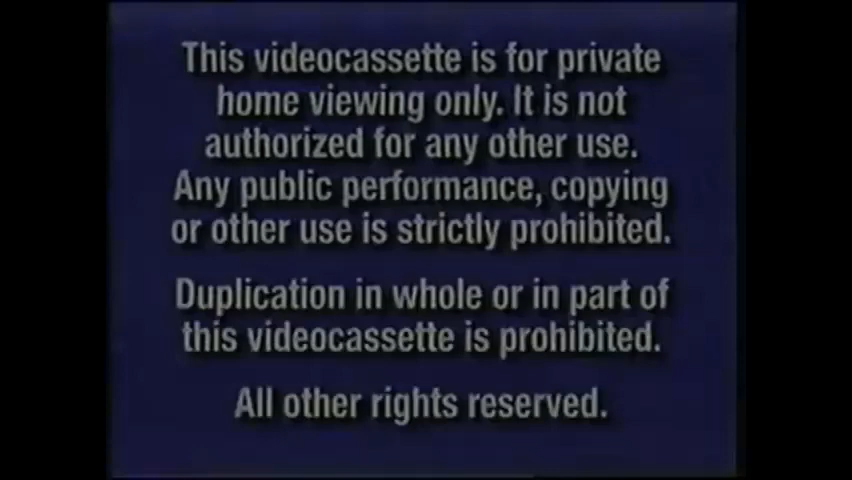 This videocassette is for private
home viewing only. It is not
authorized for any other use.
Any public performance, copying
or other use is strictly prohibited.
Duplication in whole or in part of
this videocassette is prohibited.
All other rights reserved.